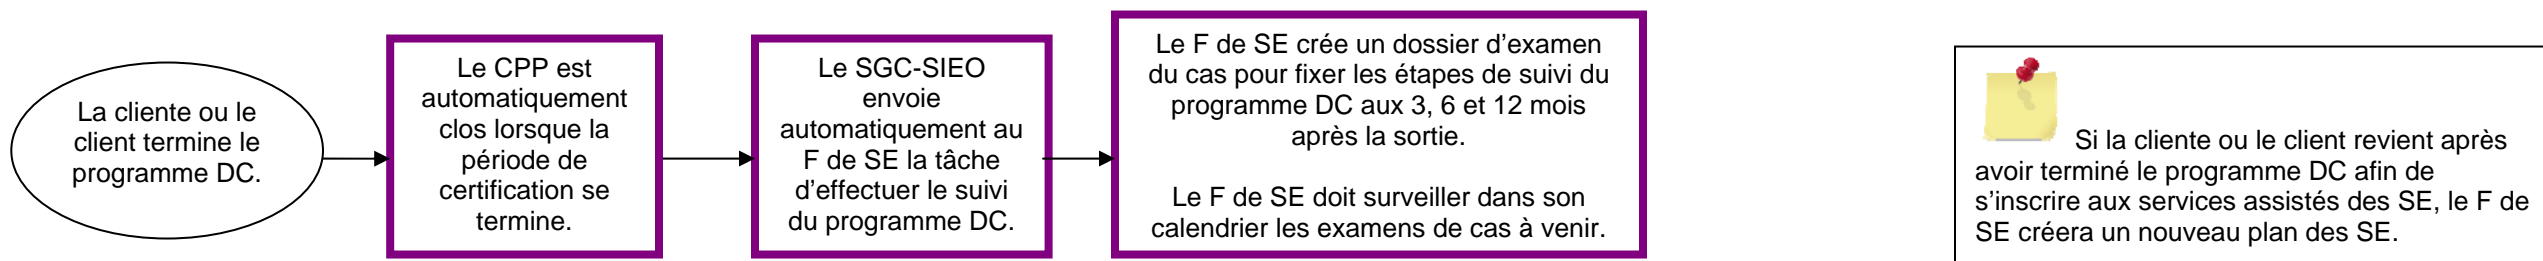 La cliente ou le
client termine le
programme DC.
Le CPP est
automatiquement
clos lorsque la
période de
certification se
termine.
Le SGC-SIEO
envoie
automatiquement au
F de SE la tâche
d’effectuer le suivi
du programme DC.
Le F de SE crée un dossier d’examen
du cas pour fixer les étapes de suivi du
programme DC aux 3, 6 et 12 mois
après la sortie.
Le F de SE doit surveiller dans son
calendrier les examens de cas à venir.
Si la cliente ou le client revient après
avoir terminé le programme DC afin de
s’inscrire aux services assistés des SE, le F de
SE créera un nouveau plan des SE.